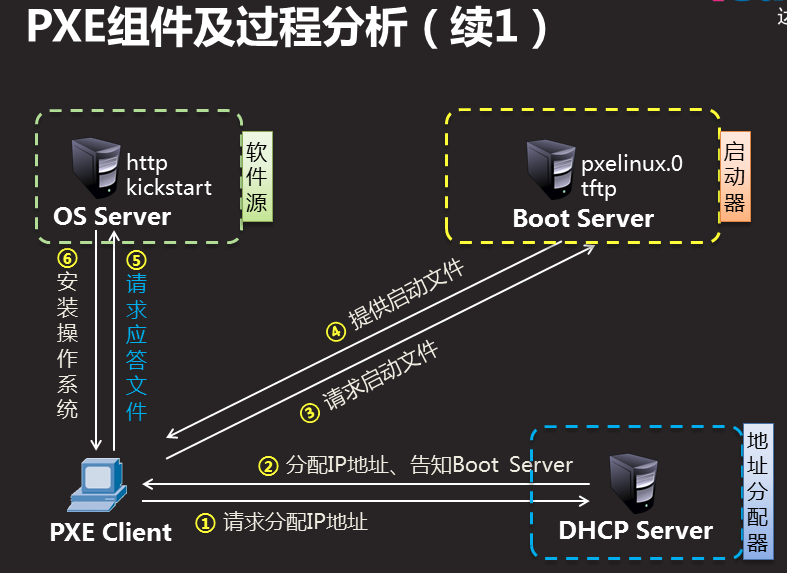 PXE组件及过程分析（续1）
达
http
kickstart
OS Server
软件源
pxelinux.0
tftp
Boot Server
启动器
⑥ 安装操作系统
⑤ 请求应答文件
④ 提供启动文件
③ 请求启动文件
② 分配IP地址、告知Boot Server
① 请求分配IP地址
PXE Client
DHCP Server
地址分配器